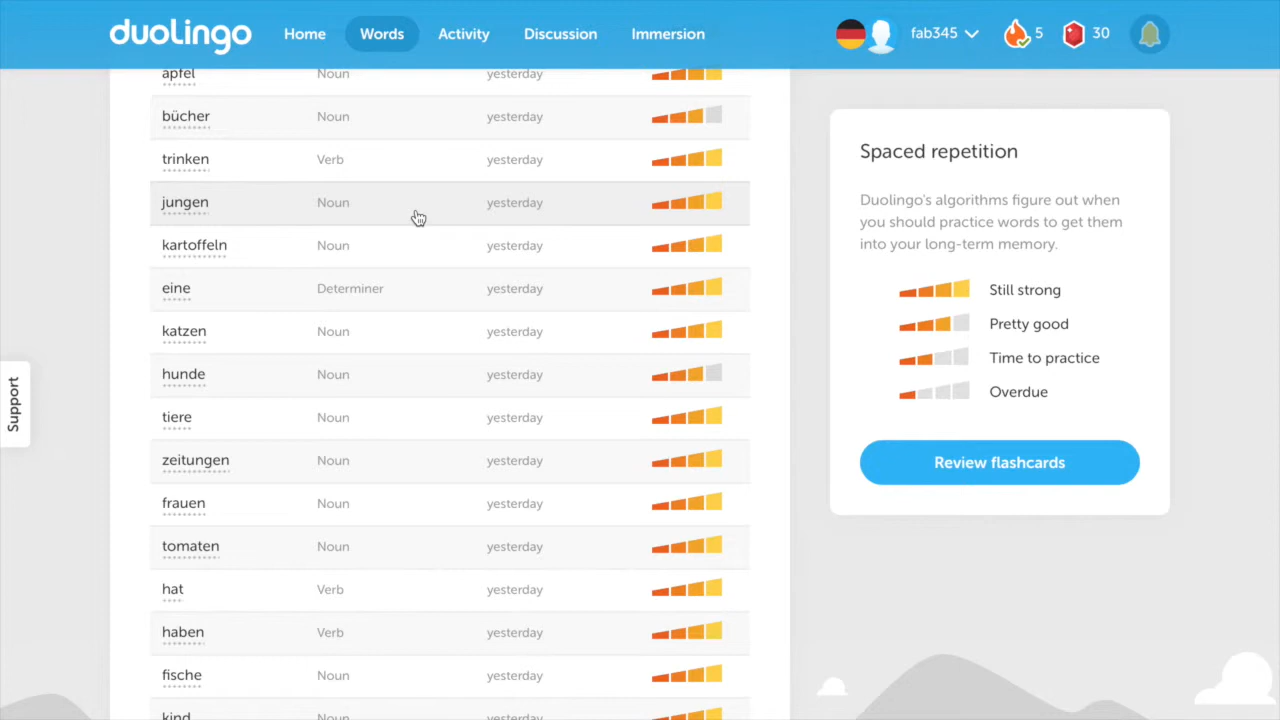 duolingo Home Words Activity Discussion Immersion fab345 5 30
apfel Noun yesterday
bücher Noun yesterday
trinken Verb yesterday
jungen Noun yesterday
kartoffeln Noun yesterday
eine Determiner yesterday
katzen Noun yesterday
hunde Noun yesterday
tiere Noun yesterday
zeitungen Noun yesterday
frauen Noun yesterday
tomaten Noun yesterday
hat Verb yesterday
haben Verb yesterday
fische Noun yesterday
kind Noun yesterday
Spaced repetition
Duolingo's algorithms figure out when
you should practice words to get them
into your long-term memory.
Still strong
Pretty good
Time to practice
Overdue
Review flashcards
Support